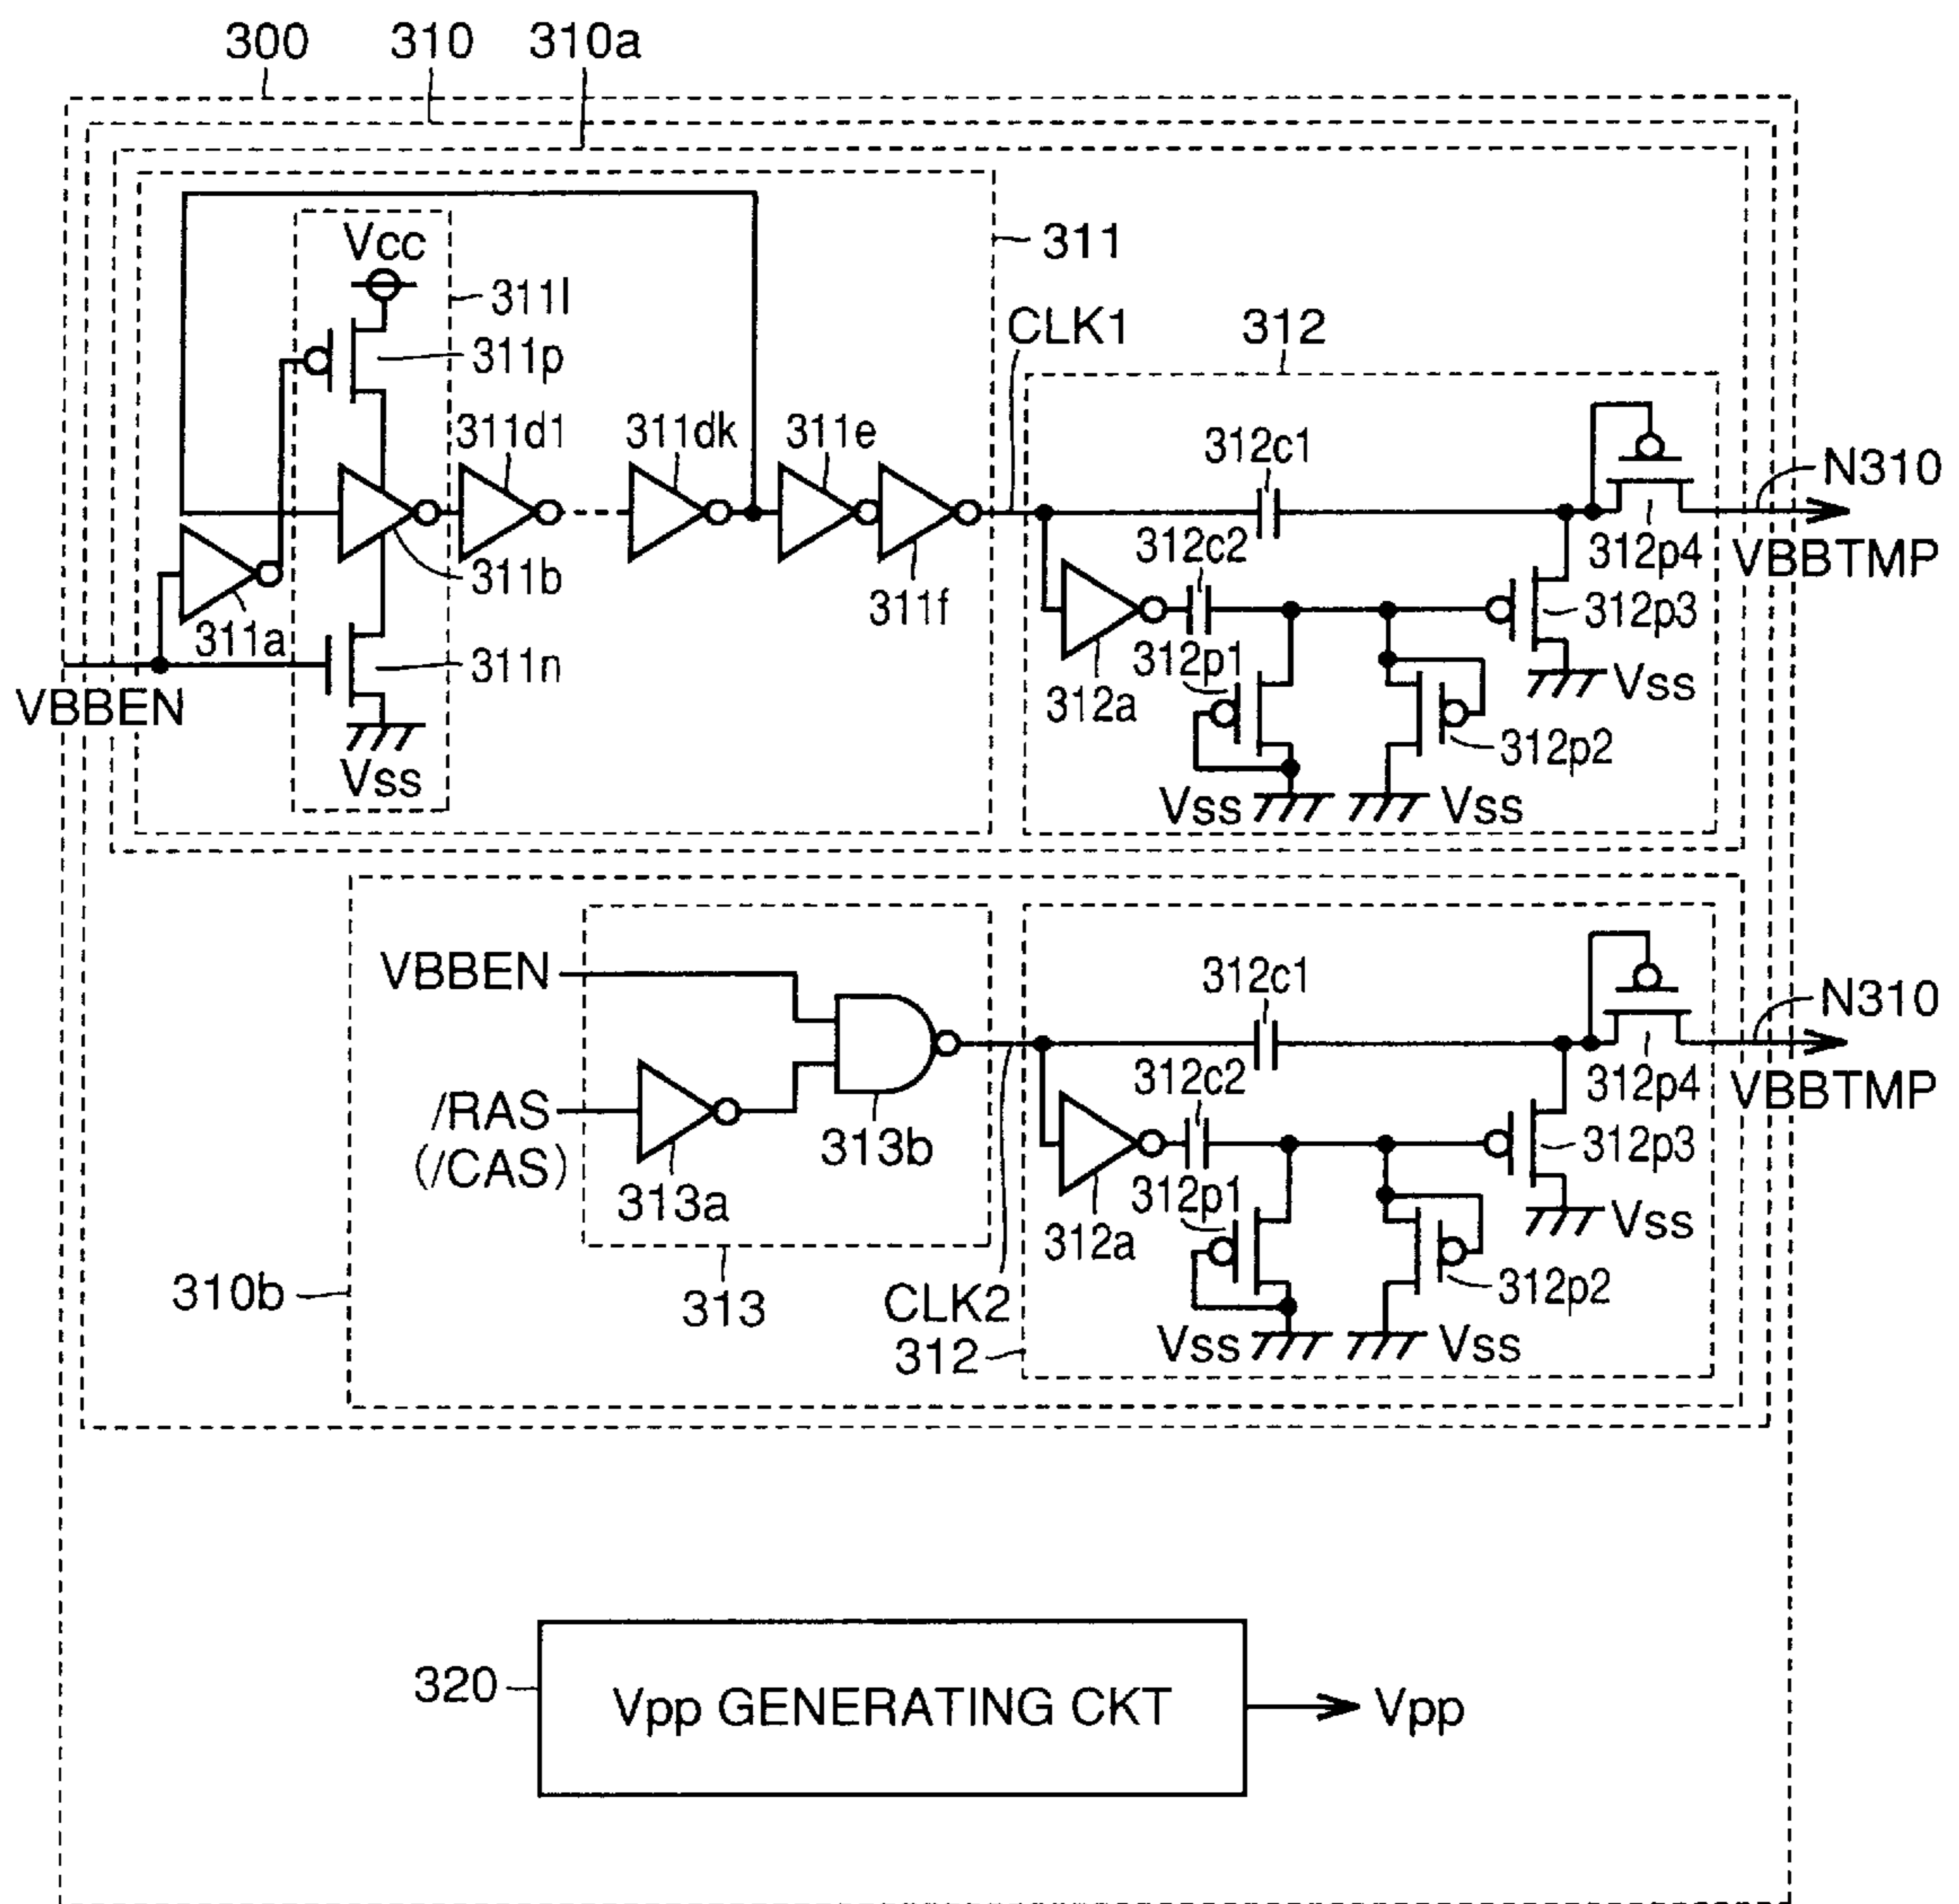 300 310 310a
Vcc
311
311I
311p
CLK1
312
311d1 311dk 311e
312c1
N310
312c2
312p4
VBBTMP
311b
311f
312p3
311a
312p1
311n
312a
Vss
VBBEN
312p2
Vss
Vss
Vss
VBBEN
312c1
N310
312c2
312p4
VBBTMP
/RAS
(/CAS)
313b
312p3
313a
312p1
312a
Vss
310b
313
CLK2
312p2
312
Vss
Vss
320
Vpp GENERATING CKT
Vpp